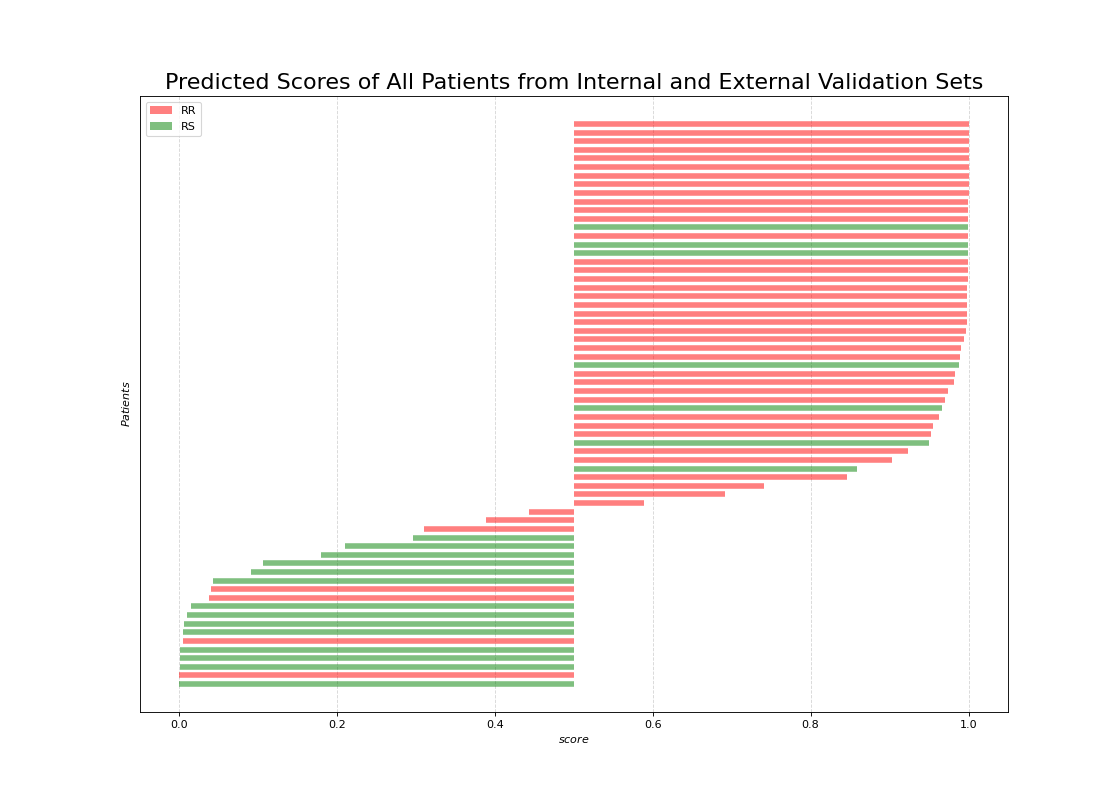 Predicted Scores of All Patients from Internal and External Validation Sets
RR
RS
Patients
0.0 0.2 0.4 0.6 0.8 1.0
score